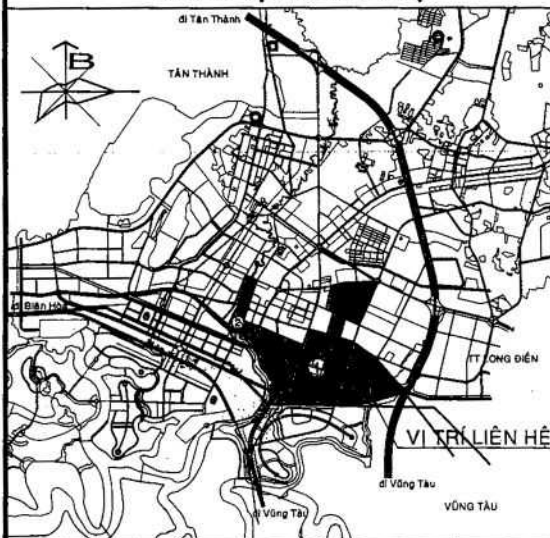 đi Tân Thành
B
TÂN THÀNH
đi Biên Hòa
TT LONG ĐIỀN
VỊ TRÍ LIÊN HỆ
đi Vũng Tàu
đi Vũng Tàu
VŨNG TÀU